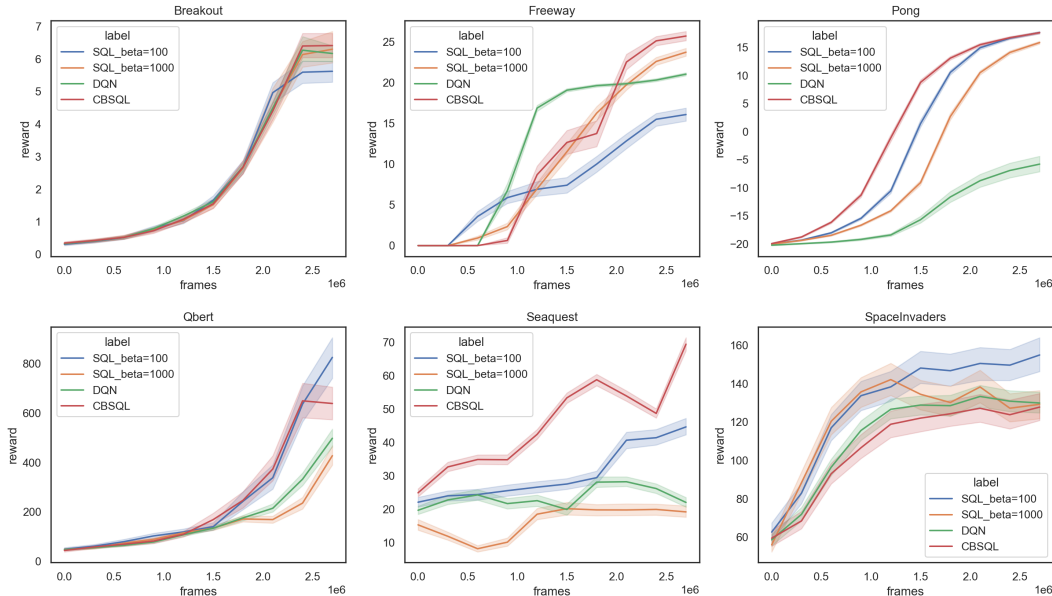 Breakout
7
6
5
4
3
2
1
0
reward
label
SQL_beta=100
SQL_beta=1000
DQN
CBSQL
0.0 0.5 1.0 1.5 2.0 2.5
frames
1e6
Freeway
25
20
15
10
5
0
reward
label
SQL_beta=100
SQL_beta=1000
DQN
CBSQL
0.0 0.5 1.0 1.5 2.0 2.5
frames
1e6
Pong
15
10
5
0
−5
−10
−15
−20
reward
label
SQL_beta=100
SQL_beta=1000
DQN
CBSQL
0.0 0.5 1.0 1.5 2.0 2.5
frames
1e6
Qbert
800
600
400
200
0
reward
label
SQL_beta=100
SQL_beta=1000
DQN
CBSQL
0.0 0.5 1.0 1.5 2.0 2.5
frames
1e6
Seaquest
70
60
50
40
30
20
10
reward
label
SQL_beta=100
SQL_beta=1000
DQN
CBSQL
0.0 0.5 1.0 1.5 2.0 2.5
frames
1e6
SpaceInvaders
160
140
120
100
80
60
reward
label
SQL_beta=100
SQL_beta=1000
DQN
CBSQL
0.0 0.5 1.0 1.5 2.0 2.5
frames
1e6